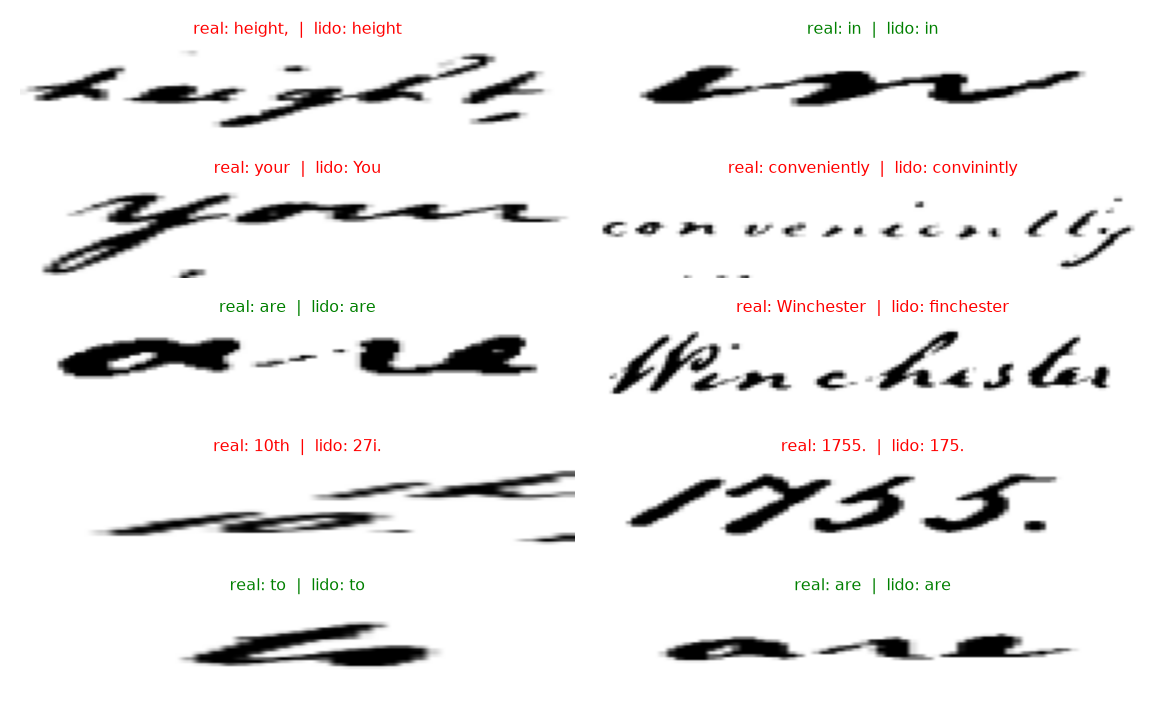 real: height, | lido: height
real: in | lido: in
height,
in
real: your | lido: You
real: conveniently | lido: convinintly
your
conveniently
real: are | lido: are
real: Winchester | lido: finchester
are
Winchester
real: 10th | lido: 27i.
real: 1755. | lido: 175.
10th
1755.
real: to | lido: to
real: are | lido: are
to
are